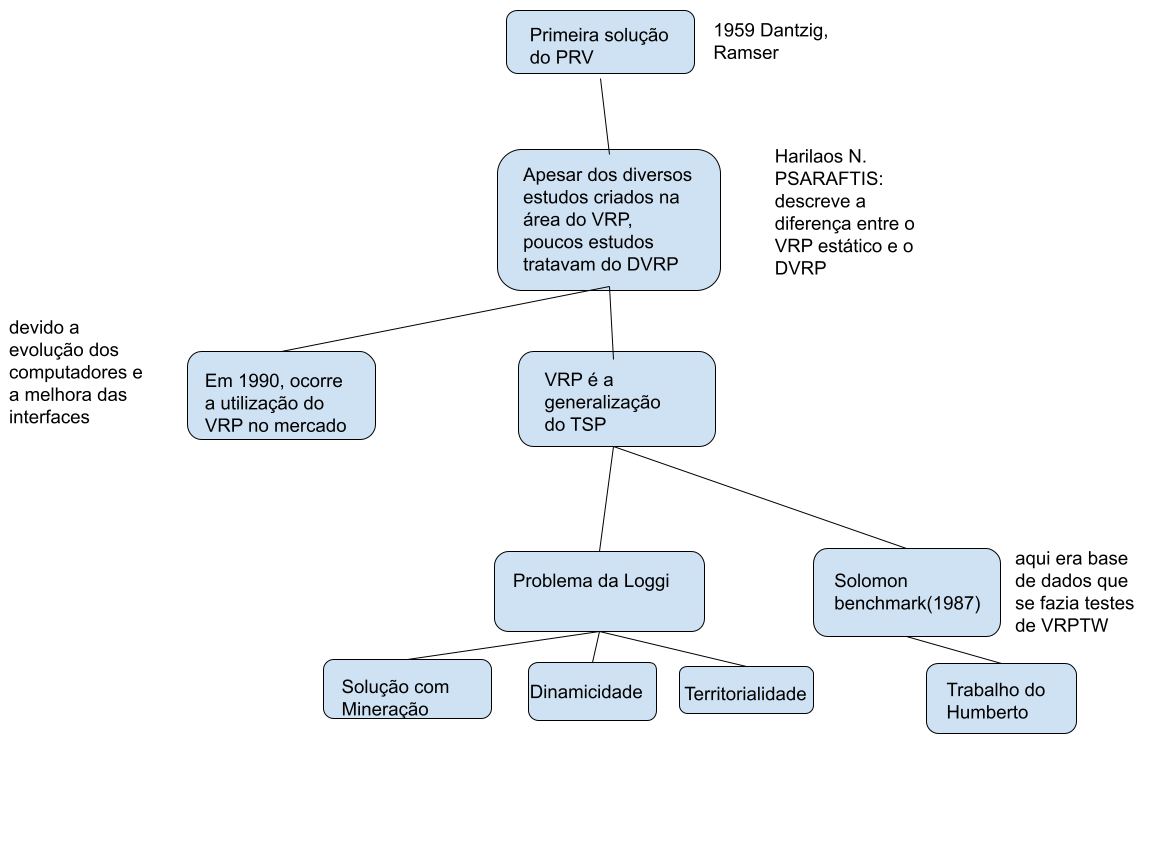 Primeira solução
do PRV
1959 Dantzig,
Ramser
Apesar dos diversos
estudos criados na
área do VRP,
poucos estudos
tratavam do DVRP
Harilaos N.
PSARAFTIS:
descreve a
diferença entre o
VRP estático e o
DVRP
devido a
evolução dos
computadores e
a melhora das
interfaces
Em 1990, ocorre
a utilização do
VRP no mercado
VRP é a
generalização
do TSP
Problema da Loggi
Solomon
benchmark(1987)
aqui era base
de dados que
se fazia testes
de VRPTW
Solução com
Mineração
Dinamicidade
Territorialidade
Trabalho do
Humberto